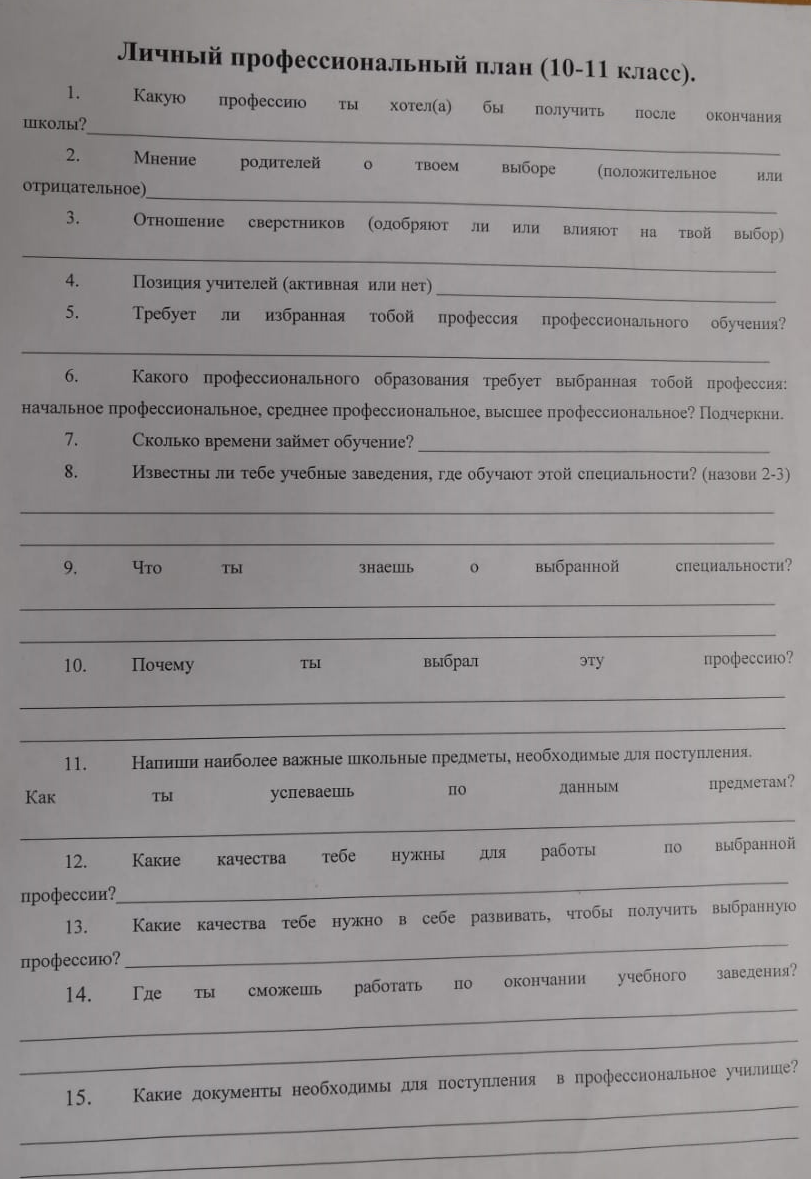 Личный профессиональный план (10-11 класс).
1. Какую профессию ты хотел(а) бы получить после окончания
школы?
2. Мнение родителей о твоем выборе (положительное или
отрицательное)
3. Отношение сверстников (одобряют ли или влияют на твой выбор)
4. Позиция учителей (активная или нет)
5. Требует ли избранная тобой профессия профессионального обучения?
6. Какого профессионального образования требует выбранная тобой профессия:
начальное профессиональное, среднее профессиональное, высшее профессиональное? Подчеркни.
7. Сколько времени займет обучение?
8. Известны ли тебе учебные заведения, где обучают этой специальности? (назови 2-3)
9. Что ты знаешь о выбранной специальности?
10. Почему ты выбрал эту профессию?
11. Напиши наиболее важные школьные предметы, необходимые для поступления.
Как ты успеваешь по данным предметам?
12. Какие качества тебе нужны для работы по выбранной
профессии?
13. Какие качества тебе нужно в себе развивать, чтобы получить выбранную
профессию?
14. Где ты сможешь работать по окончании учебного заведения?
15. Какие документы необходимы для поступления в профессиональное училище?